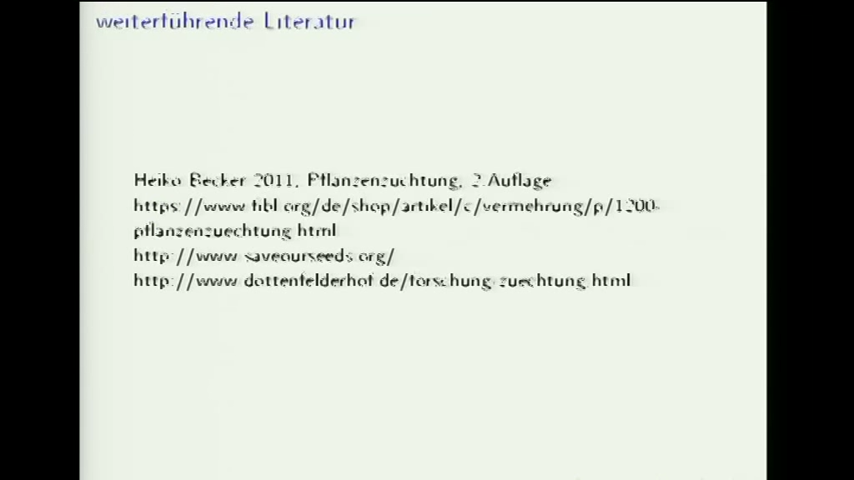 weiterführende Literatur
Heiko Becker 2011, Pflanzenzüchtung, 2.Auflage
https://www.fibl.org/de/shop/artikel/c/vermehrung/p/1200-
pflanzenzuechtung.html
http://www.saveourseeds.org/
http://www.dottenfelderhof.de/forschung-zuechtung.html